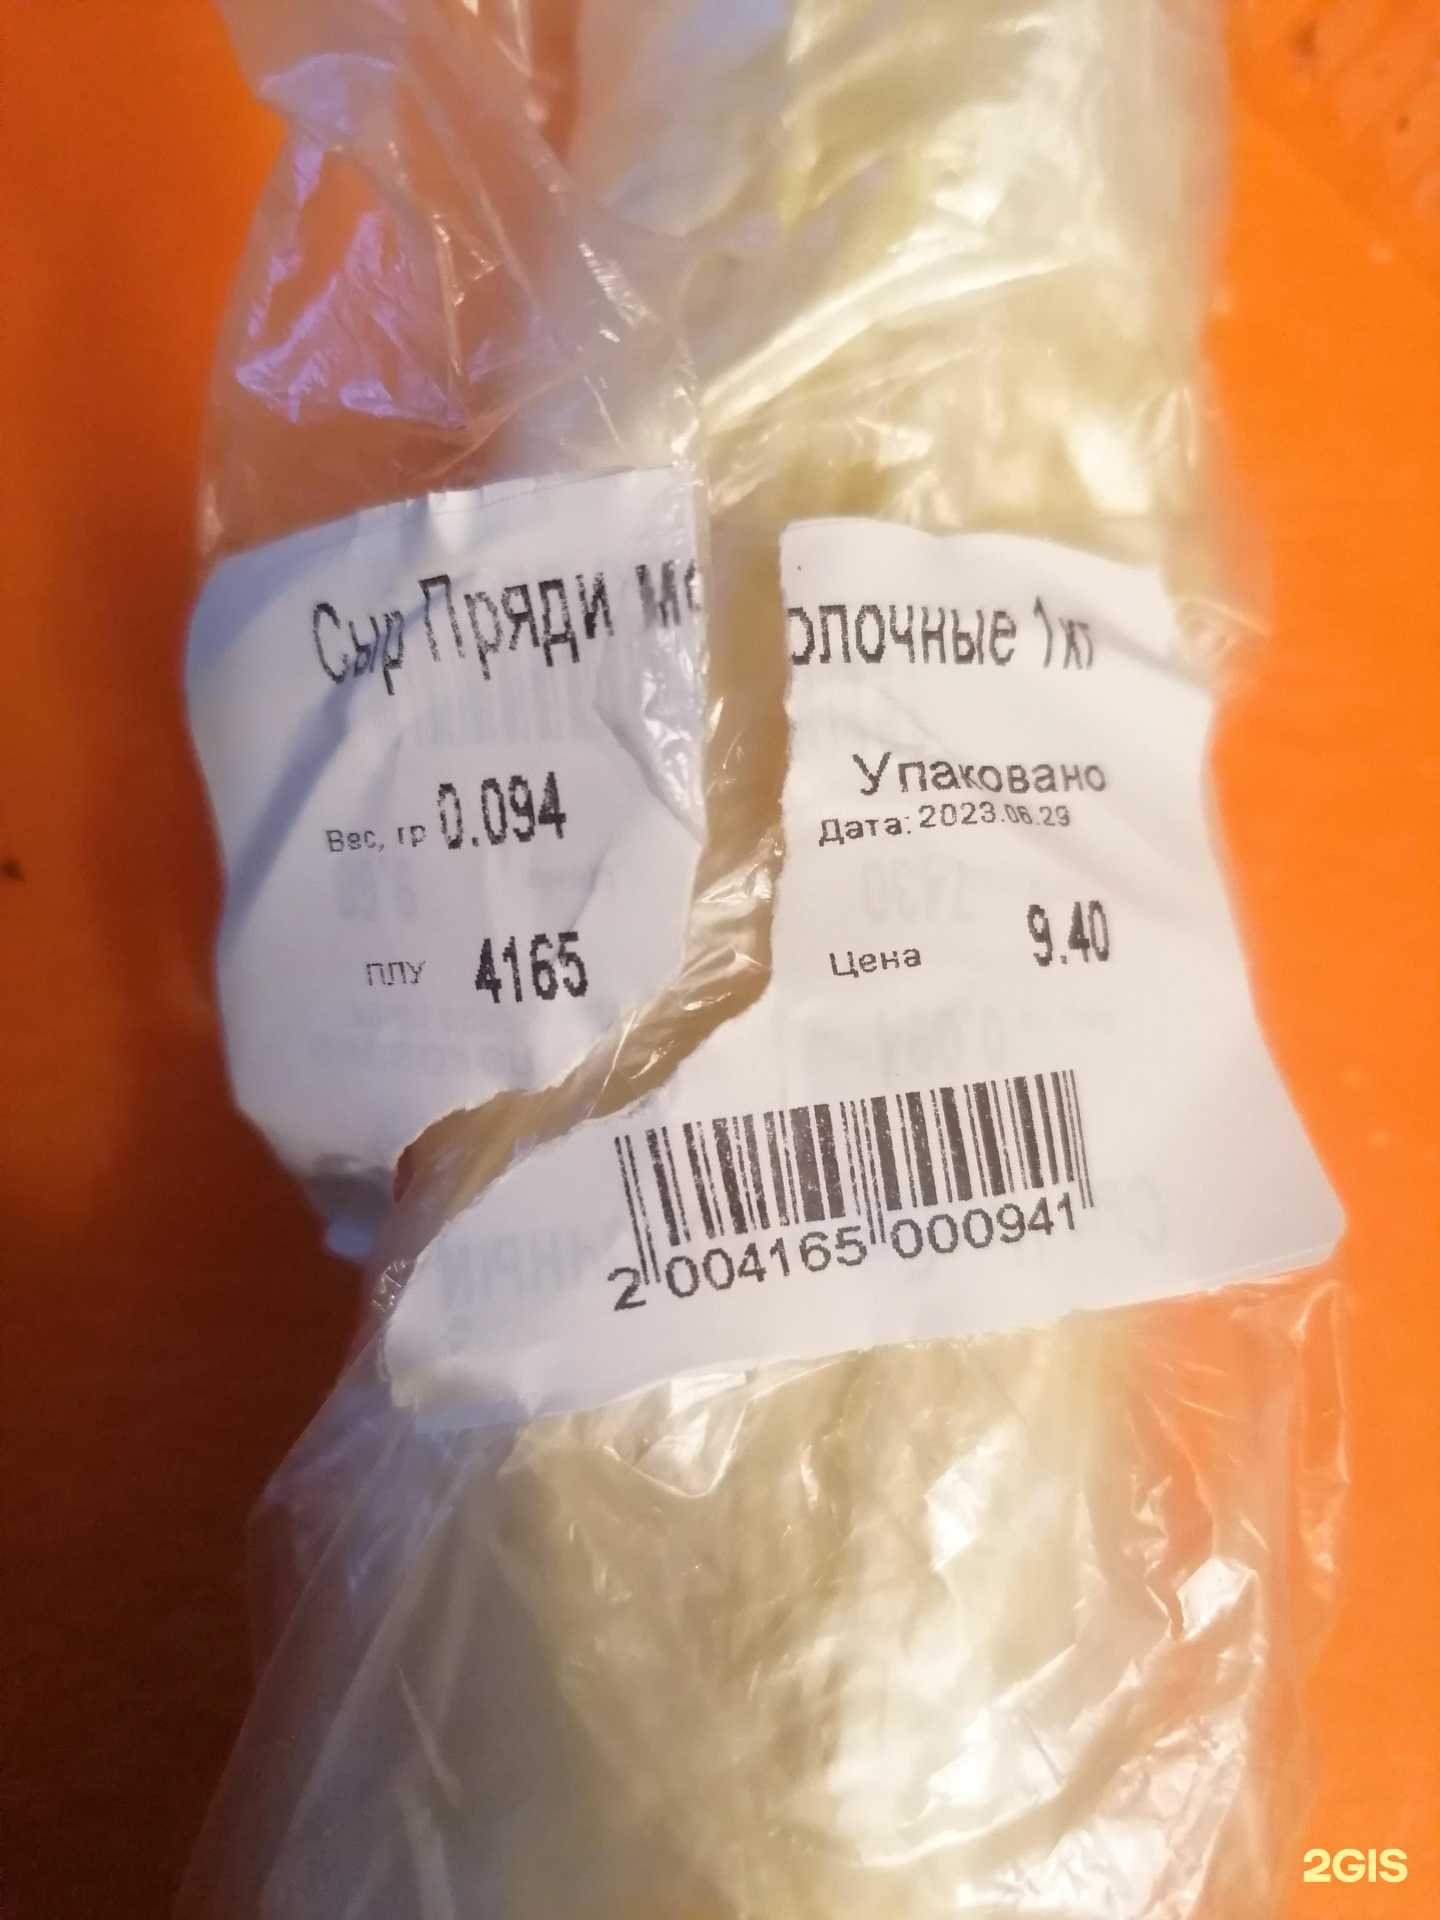 Сыр Пряди мо олочные 1кг
Упаковано
Вес, гр 0.094
Дата: 2023.06.29
ПЛУ 4165
Цена 9.40
2 004165 000941
2GIS